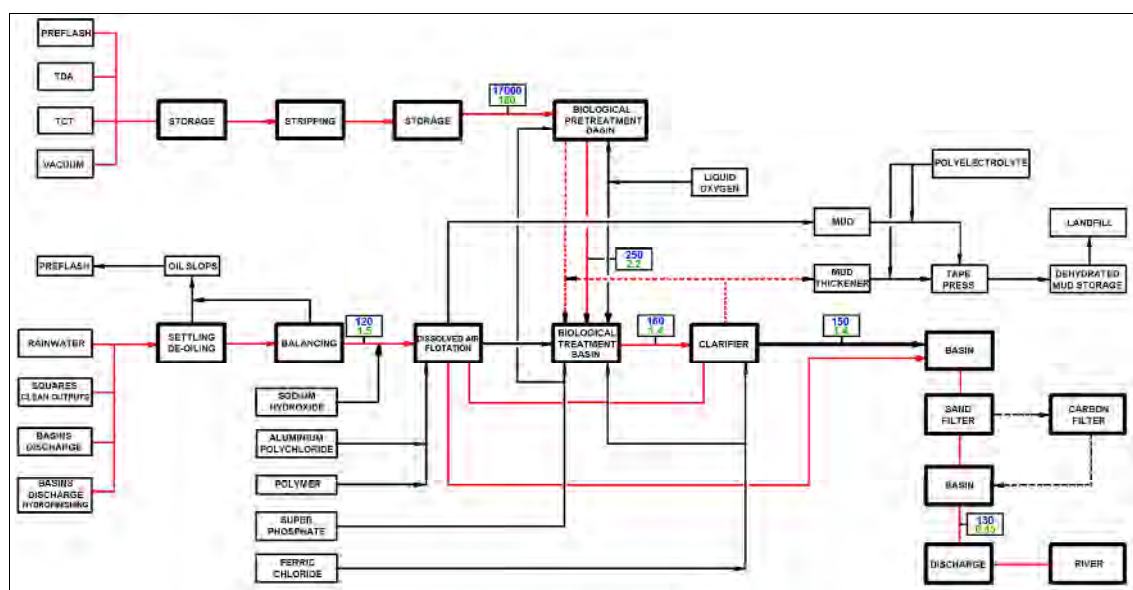 PREFLASH
TDA
TCT
VACUUM
STORAGE
STRIPPING
STORAGE
17000
180
BIOLOGICAL
PRETREATMENT
BASIN
LIQUID
OXYGEN
POLYELECTROLYTE
MUD
LANDFILL
250
2.2
PREFLASH
OIL SLOPS
MUD
THICKENER
TAPE
PRESS
DEHYDRATED
MUD STORAGE
RAINWATER
SETTLING
DE-OILING
BALANCING
120
1.5
DISSOLVED AIR
FLOTATION
BIOLOGICAL
TREATMENT
BASIN
160
1.4
CLARIFIER
150
1.4
BASIN
SQUARES
CLEAN OUTPUTS
SODIUM
HYDROXIDE
SAND
FILTER
CARBON
FILTER
BASINS
DISCHARGE
ALUMINIUM
POLYCHLORIDE
BASINS
DISCHARGE
HYDROFINISHING
POLYMER
BASIN
SUPER
PHOSPHATE
130
FERRIC
CHLORIDE
DISCHARGE
RIVER